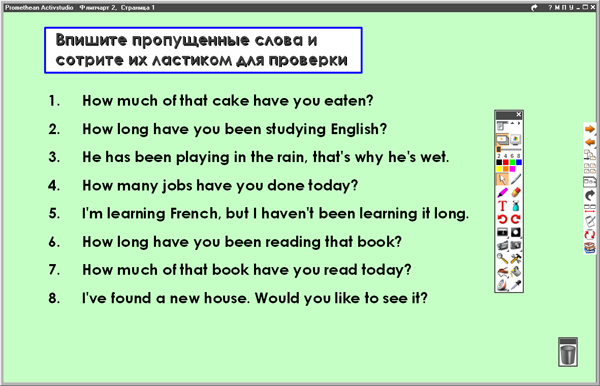 Promethean Activstudio Флипчарт 2, Страница 1
? М П У
Впишите пропущенные слова и
сотрите их ластиком для проверки
1. How much of that cake have you eaten?
2. How long have you been studying English?
3. He has been playing in the rain, that's why he's wet.
4. How many jobs have you done today?
5. I'm learning French, but I haven't been learning it long.
6. How long have you been reading that book?
7. How much of that book have you read today?
8. I've found a new house. Would you like to see it?
2 4 6 8
T